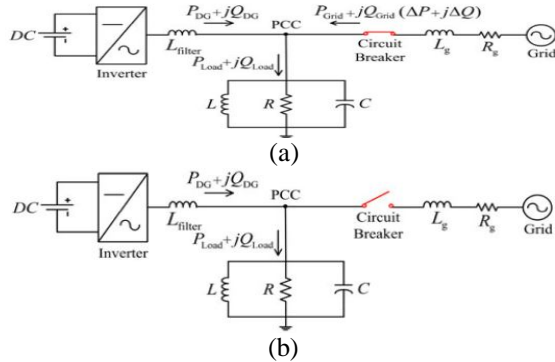 P_DG+jQ_DG
P_Grid+jQ_Grid(ΔP+jΔQ)
PCC
DC
L_filter
Inverter
P_Load+jQ_Load
Circuit
Breaker
L_g
R_g
Grid
L
R
C
(a)
P_DG+jQ_DG
PCC
DC
L_filter
Inverter
P_Load+jQ_Load
Circuit
Breaker
L_g
R_g
Grid
L
R
C
(b)